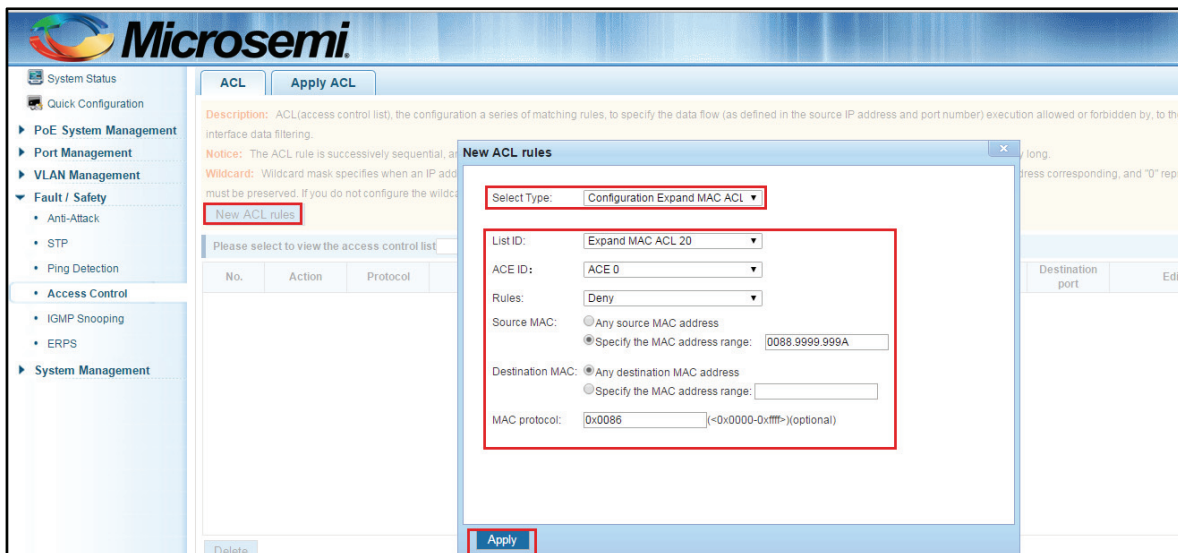 Microsemi.
System Status
Quick Configuration
PoE System Management
Port Management
VLAN Management
Fault / Safety
Anti-Attack
STP
Ping Detection
Access Control
IGMP Snooping
ERPS
System Management
ACL
Apply ACL
Description: ACL(access control list), the configuration a series of matching rules, to specify the data flow (as defined in the source IP address and port number) execution allowed or forbidden by, to the
interface data filtering.
Notice: The ACL rule is successively sequential, long.
Wildcard: Wildcard mask specifies when an IP corresponding, and "0"
must be preserved. If you do not configure the
New ACL rules
Please select to view the access control list
No.
Action
Protocol
Destination
port
New ACL rules
Select Type:
Configuration Expand MAC ACL
List ID:
Expand MAC ACL 20
ACE ID:
ACE 0
Rules:
Deny
Source MAC:
Any source MAC address
Specify the MAC address range:
0088.9999.999A
Destination MAC:
Any destination MAC address
Specify the MAC address range:
MAC protocol:
0x0086
(<0x0000-0xffff>)(optional)
Apply
Delete